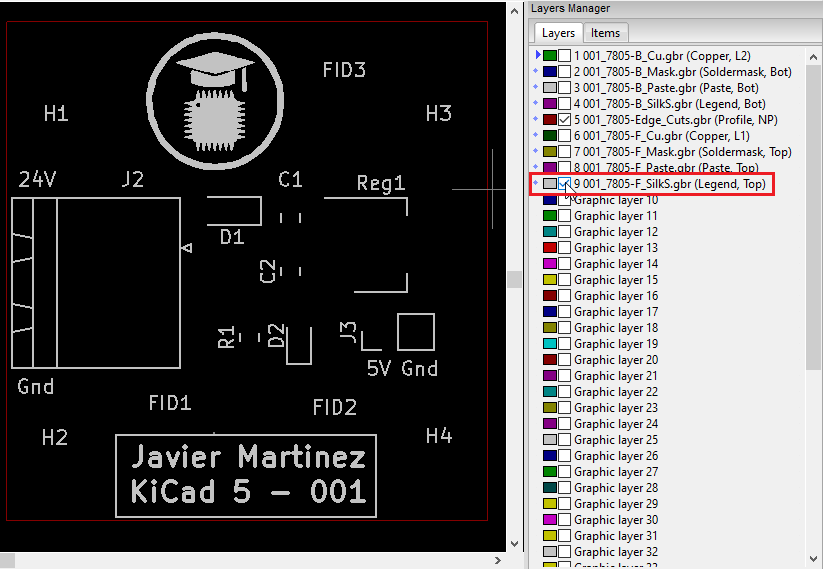 Layers Manager
Layers Items
1 001_7805-B_Cu.gbr (Copper, L2)
2 001_7805-B_Mask.gbr (Soldermask, Bot)
3 001_7805-B_Paste.gbr (Paste, Bot)
4 001_7805-B_SilkS.gbr (Legend, Bot)
5 001_7805-Edge_Cuts.gbr (Profile, NP)
6 001_7805-F_Cu.gbr (Copper, L1)
7 001_7805-F_Mask.gbr (Soldermask, Top)
8 001_7805-F_Paste.gbr (Paste, Top)
9 001_7805-F_SilkS.gbr (Legend, Top)
Graphic layer 10
Graphic layer 11
Graphic layer 12
Graphic layer 13
Graphic layer 14
Graphic layer 15
Graphic layer 16
Graphic layer 17
Graphic layer 18
Graphic layer 19
Graphic layer 20
Graphic layer 21
Graphic layer 22
Graphic layer 23
Graphic layer 24
Graphic layer 25
Graphic layer 26
Graphic layer 27
Graphic layer 28
Graphic layer 29
Graphic layer 30
Graphic layer 31
Graphic layer 32
FID3
H1 H3
24V J2 C1 Reg1
D1
C2
R1 D2 J3
5V Gnd
Gnd
FID1 FID2
H2 H4
Javier Martinez
KiCad 5 - 001